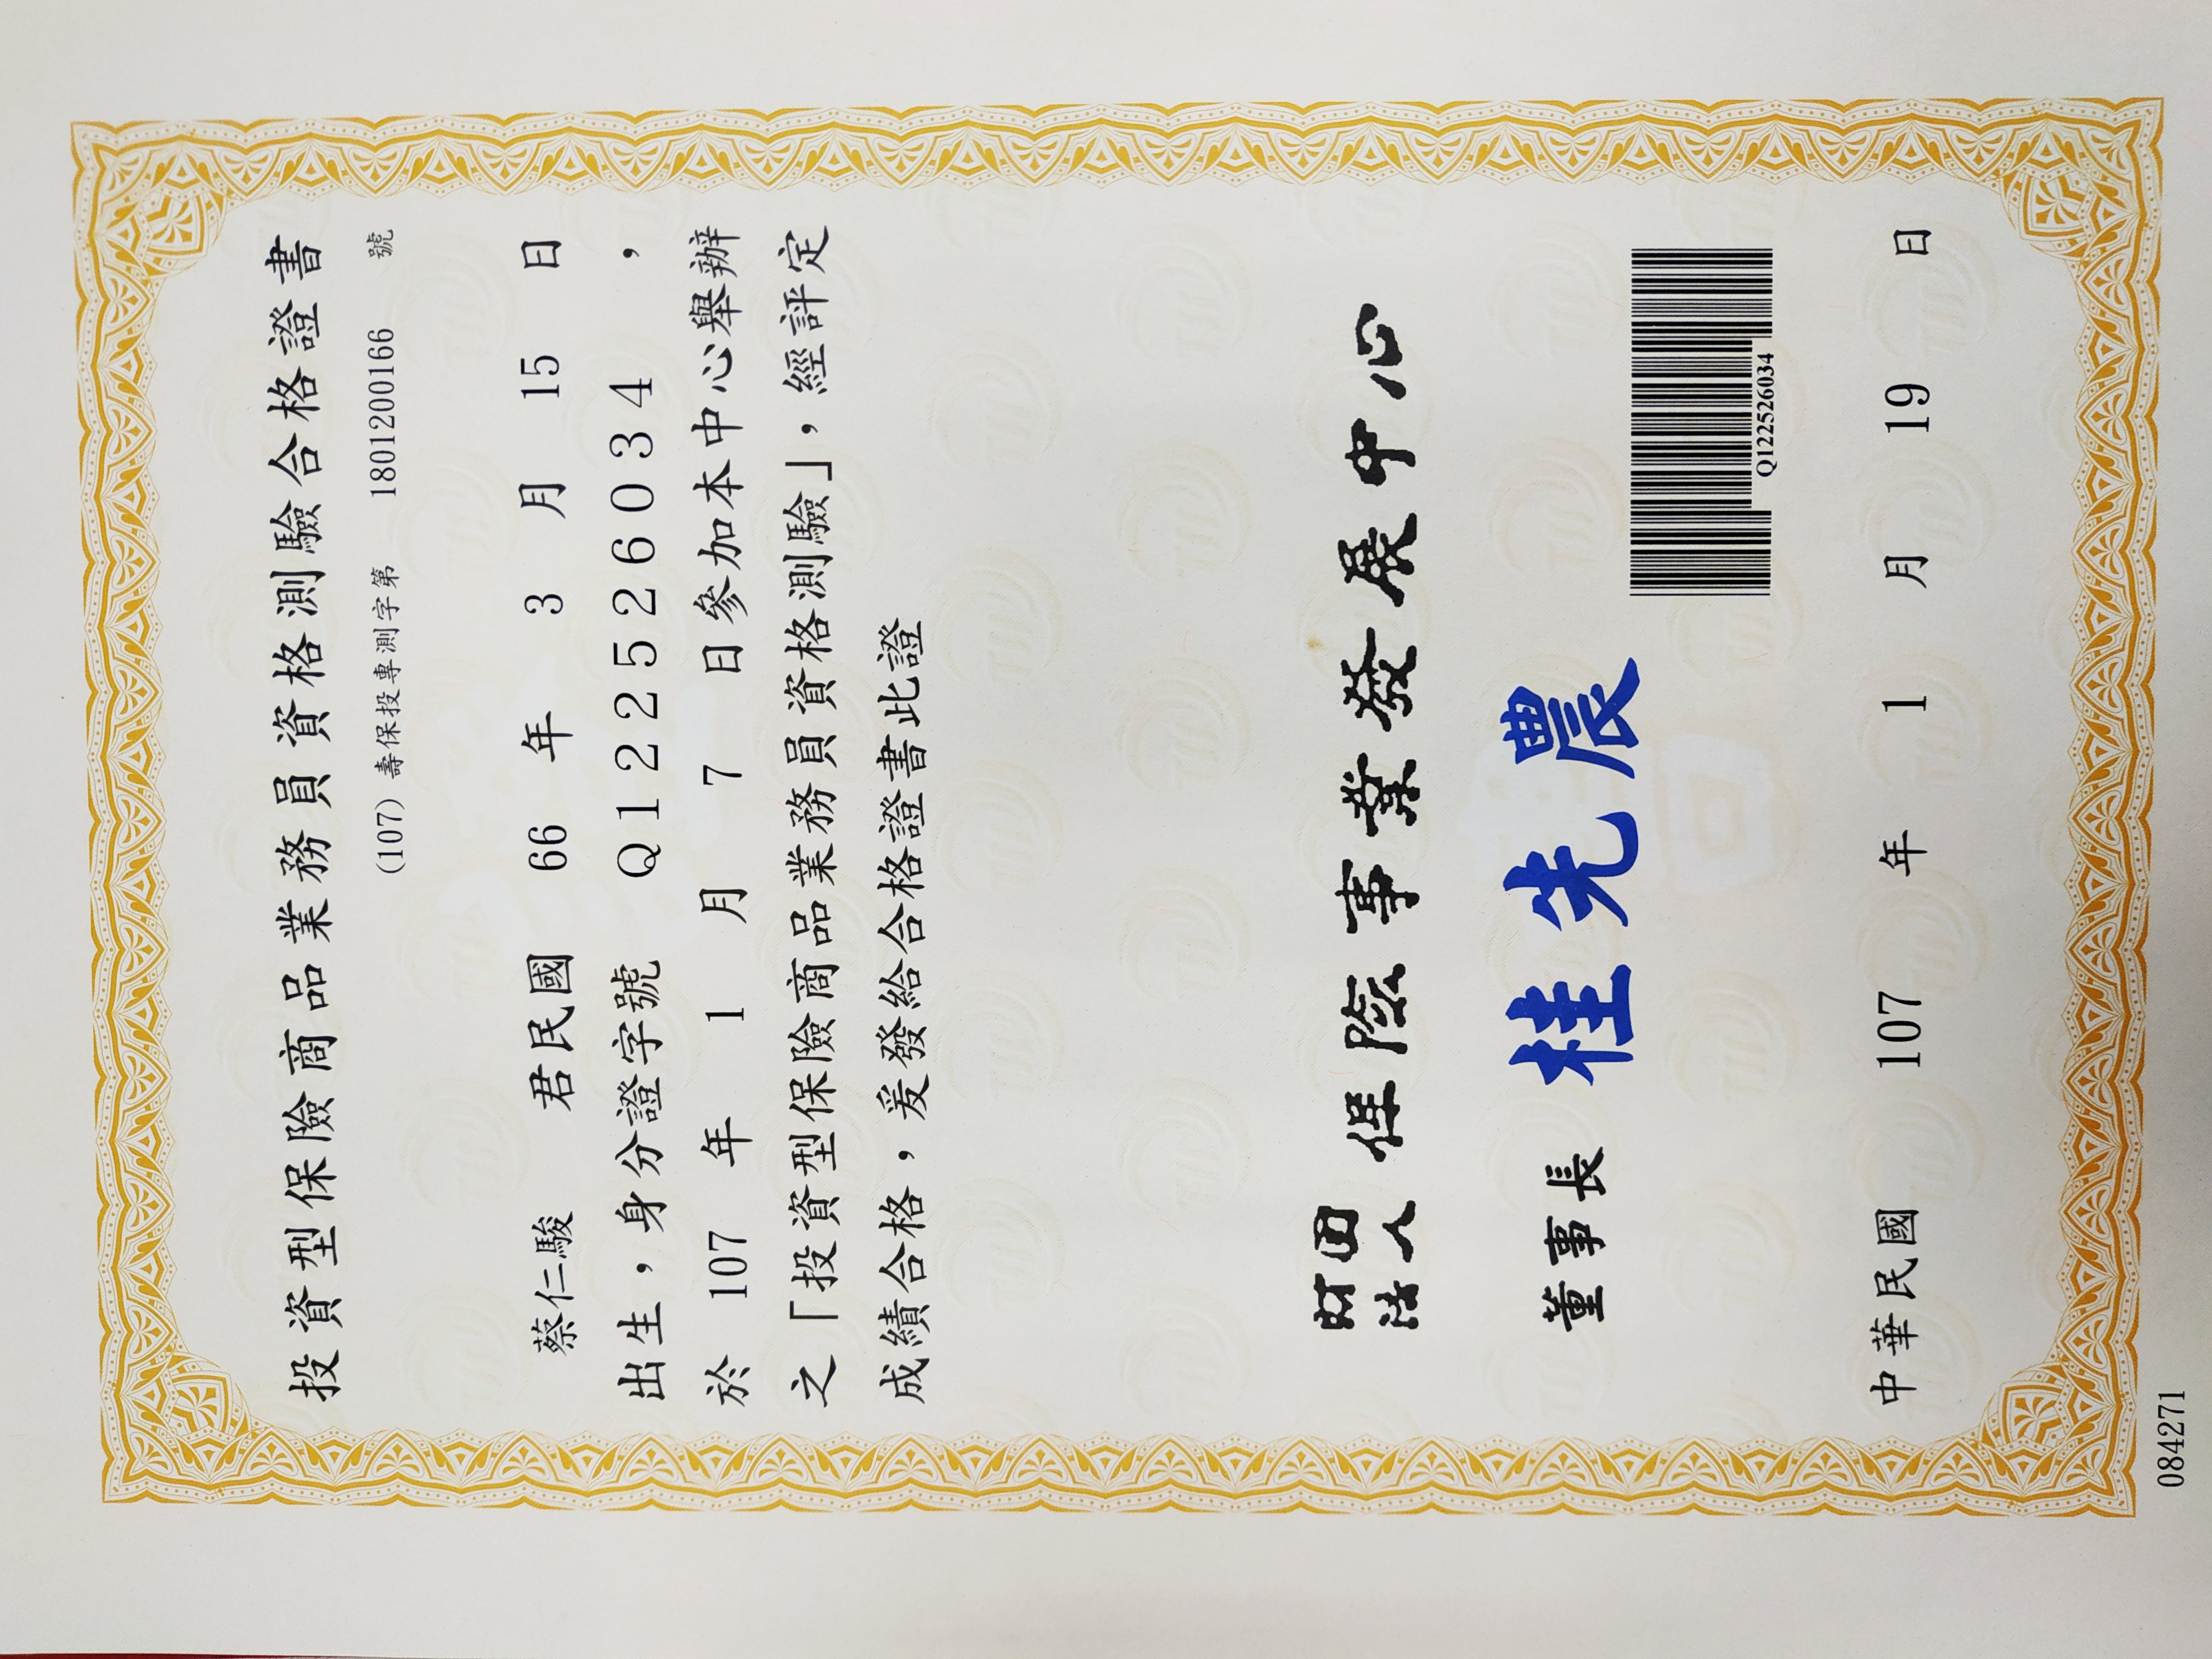 投資型保險商品業務員資格測驗合格證書
(107) 壽保投專測字第 1801200166 號
蔡仁駿 君民國 66 年 3 月 15 日
出生，身分證字號 Q122526034 ，
於 107 年 1 月 7 日參加本中心舉辦
之「投資型保險商品業務員資格測驗」，經評定
成績合格，爰發給合格證書此證
財團法人 保險事業發展中心
董事長 桂先農
Q122526034
中華民國 107 年 1 月 19 日
084271